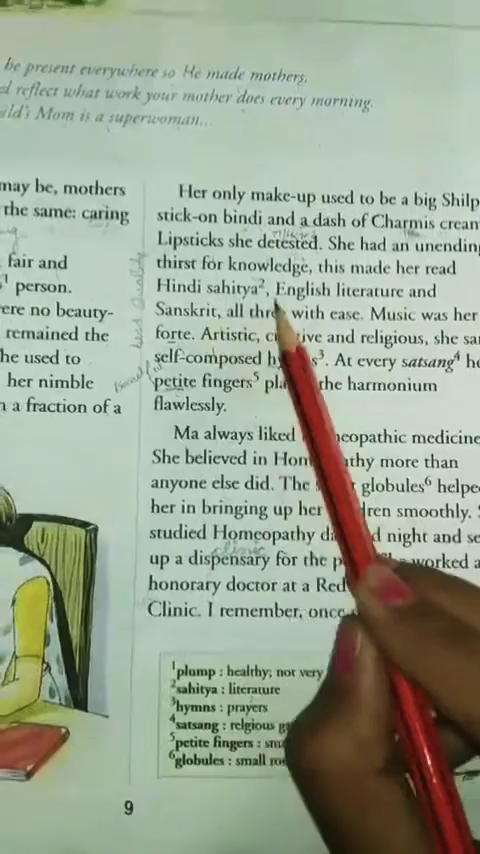 be present everywhere so He made mothers.
reflect what work your mother does every morning.
Mom is a superwoman...
may be, mothers
the same: caring
fair and
person.
ere no beauty-
remained the
he used to
her nimble
a fraction of a
Her only make-up used to be a big Shilp
stick-on bindi and a dash of Charmis cream
Lipsticks she detested. She had an unending
thirst for knowledge, this made her read
Hindi sahitya², English literature and
Sanskrit, all three with ease. Music was her
forte. Artistic, creative and religious, she sa
self-composed hymns³. At every satsang⁴ he
petite fingers⁵ pla the harmonium
flawlessly.
Ma always liked homeopathic medicine
She believed in Homeopathy more than
anyone else did. The globules⁶ helpe
her in bringing up her children smoothly. S
studied Homeopathy day and night and se
up a dispensary for the p worked a
clinic
honorary doctor at a Red
Clinic. I remember, once
¹plump : healthy; not very
²sahitya : literature
³hymns : prayers
⁴satsang : relgious g
⁵petite fingers : sm
⁶globules : small ro
9